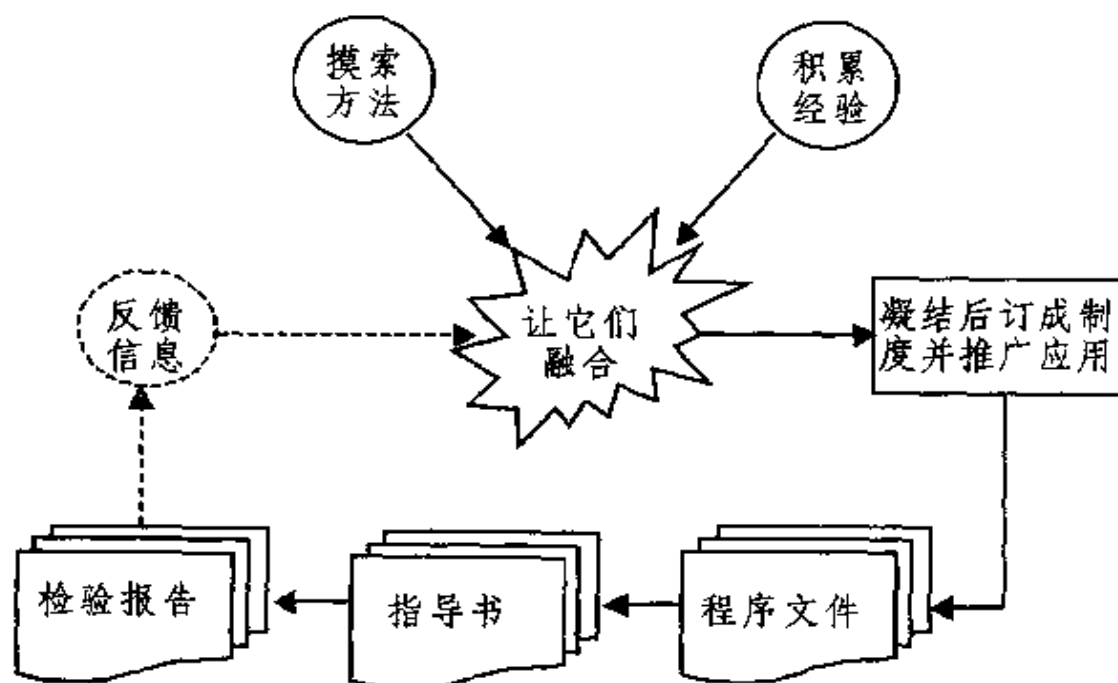 摸索
方法
积累
经验
反馈
信息
让它们
融合
凝结后订成制
度并推广应用
检验报告
指导书
程序文件